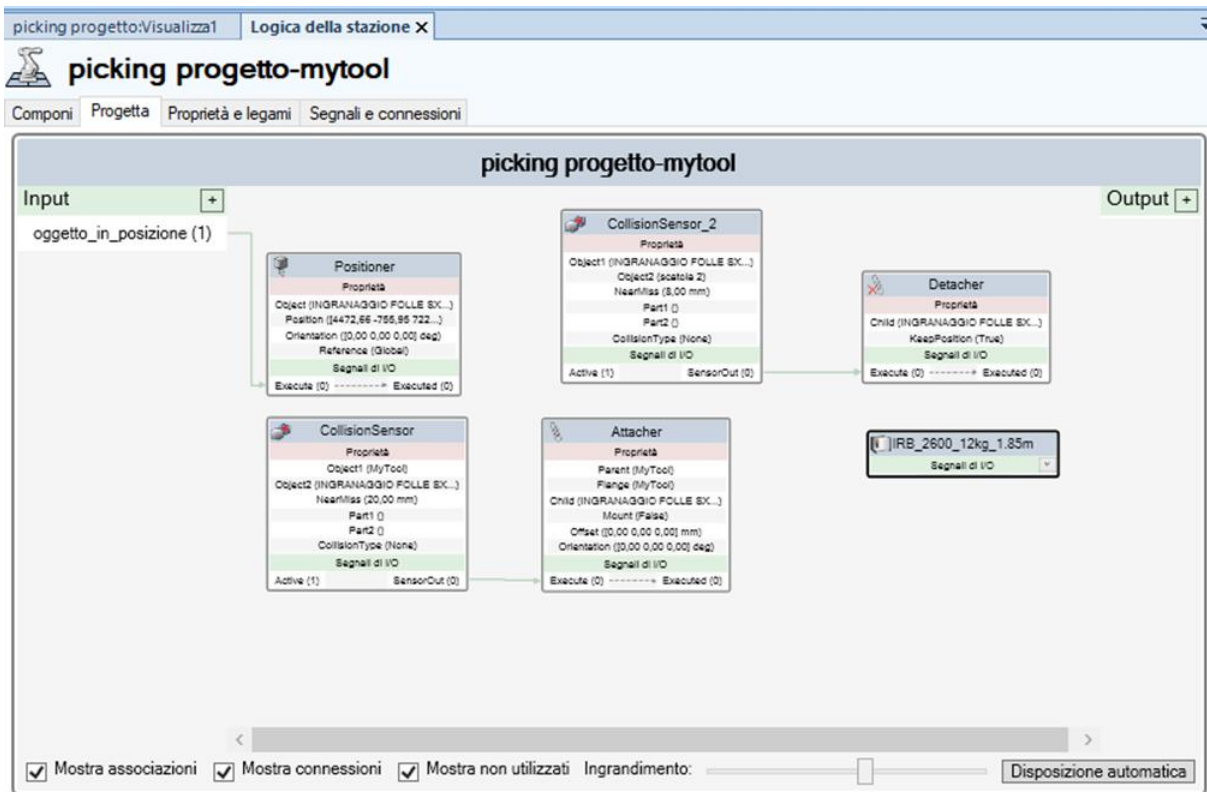 picking progetto:Visualizza1
Logica della stazione X
picking progetto-mytool
Componi
Progetta
Proprietà e legami
Segnali e connessioni
picking progetto-mytool
Input +
oggetto_in_posizione (1)
Output +
Positioner
Proprietà
Object (INGRANAGGIO FOLLE SX...)
Position ([4472,66 -755,95 722...)
Orientation ([0,00 0,00 0,00] deg)
Reference (Global)
Segnali di I/O
Execute (0) Executed (0)
CollisionSensor_2
Proprietà
Object1 (INGRANAGGIO FOLLE SX...)
Object2 (scatola 2)
NearMiss (8,00 mm)
Part1 ()
Part2 ()
CollisionType (None)
Segnali di I/O
Active (1) SensorOut (0)
Detacher
Proprietà
Child (INGRANAGGIO FOLLE SX...)
KeepPosition (True)
Segnali di I/O
Execute (0) Executed (0)
CollisionSensor
Proprietà
Object1 (MyTool)
Object2 (INGRANAGGIO FOLLE SX...)
NearMiss (20,00 mm)
Part1 ()
Part2 ()
CollisionType (None)
Segnali di I/O
Active (1) SensorOut (0)
Attacher
Proprietà
Parent (MyTool)
Flange (MyTool)
Child (INGRANAGGIO FOLLE SX...)
Mount (False)
Offset ([0,00 0,00 0,00] mm)
Orientation ([0,00 0,00 0,00] deg)
Segnali di I/O
Execute (0) Executed (0)
IRB_2600_12kg_1.85m
Segnali di I/O
Mostra associazioni
Mostra connessioni
Mostra non utilizzati
Ingrandimento:
Disposizione automatica